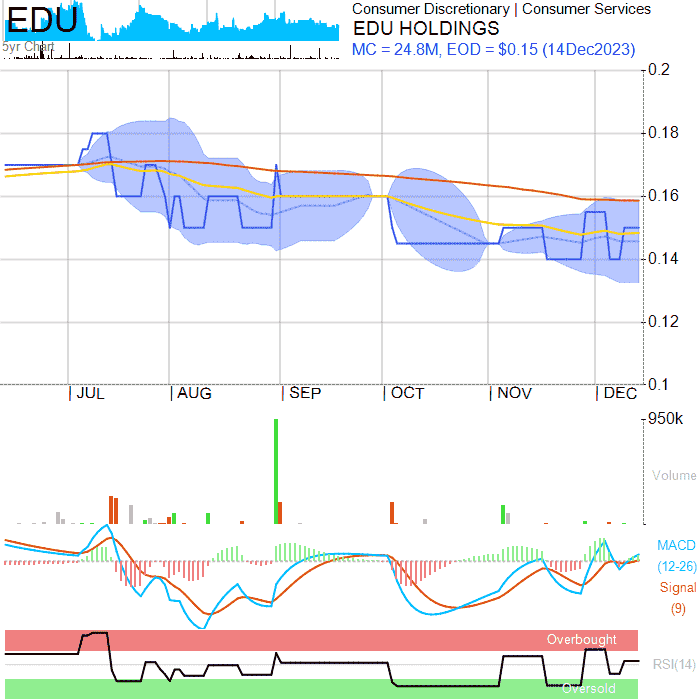 EDU
5yr Chart
Consumer Discretionary | Consumer Services
EDU HOLDINGS
MC = 24.8M, EOD = $0.15 (14Dec2023)
0.2
0.18
0.16
0.14
0.12
0.1
JUL AUG SEP OCT NOV DEC
950k
Volume
MACD
(12-26)
Signal
(9)
Overbought
RSI(14)
Oversold